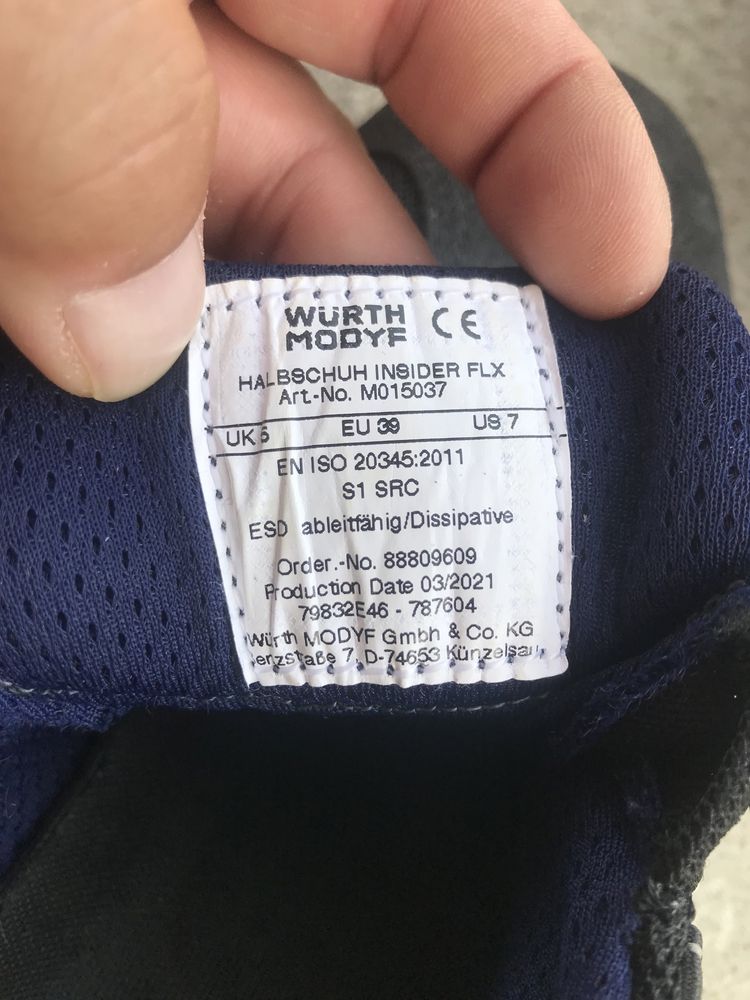 WÜRTH
MODYF CE
HALBSCHUH INSIDER FLX
Art.-No. M015037
UK EU 39 US 7
EN ISO 20345:2011
S1 SRC
ESD ableitfähig/Dissipative
Order.-No. 88809609
Production Date 03/2021
79832E46 - 787604
Würth MODYF Gmbh & Co. KG
7, D-74653